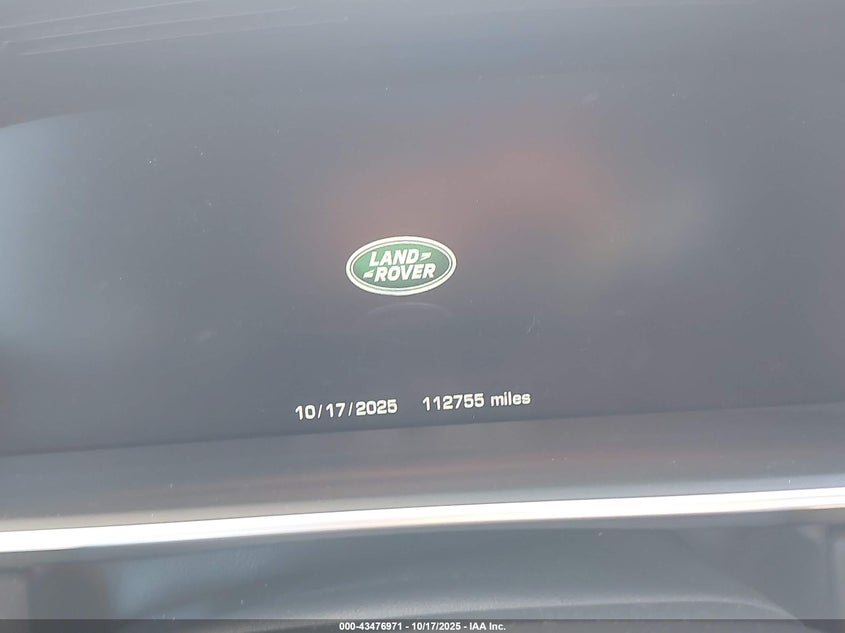 LAND
ROVER
10/17/2025 112755 miles
000-43476971 - 10/17/2025 - IAA Inc.